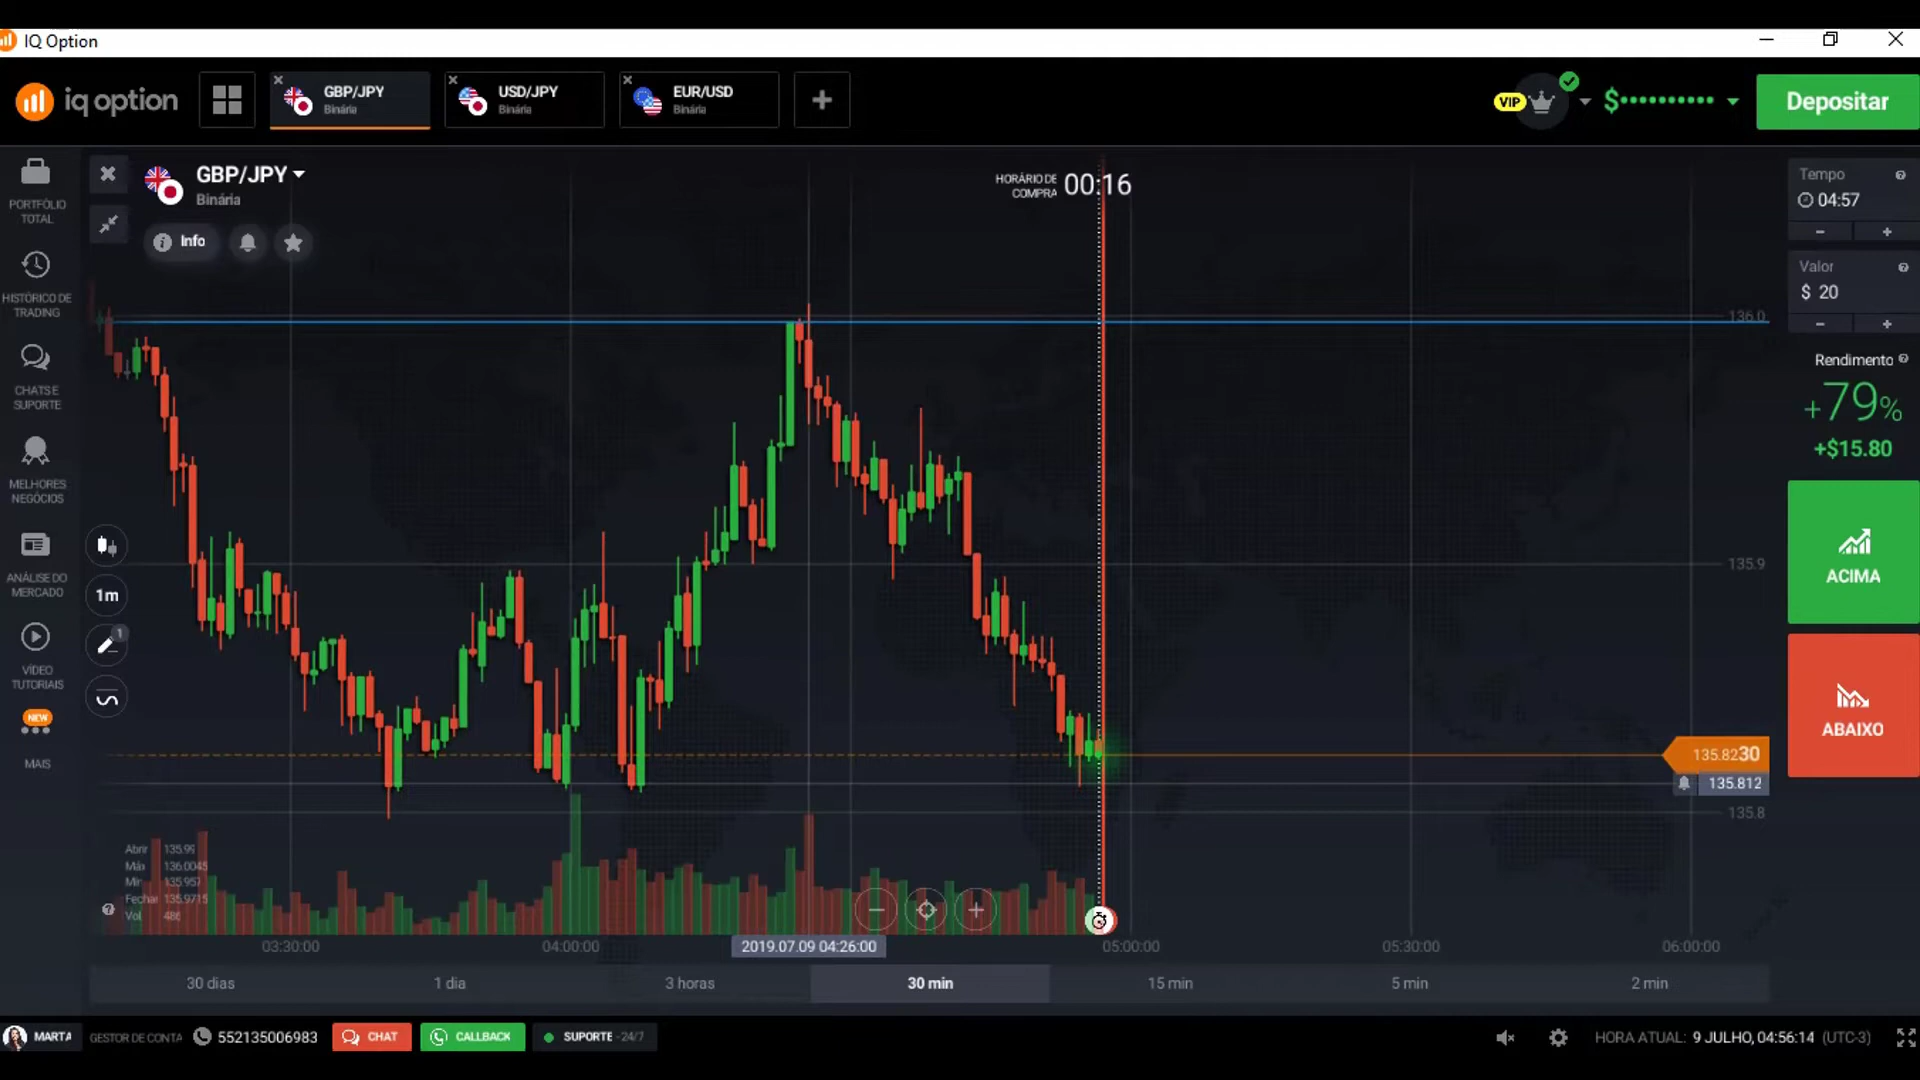 IQ Option
iq option
GBP/JPY
Binária
USD/JPY
Binária
EUR/USD
Binária
VIP
$
Depositar
PORTFÓLIO
TOTAL
HISTÓRICO DE
TRADING
CHATS E
SUPORTE
MELHORES
NEGÓCIOS
ANÁLISE DO
MERCADO
VÍDEO
TUTORIAIS
NEW
MAIS
GBP/JPY
Binária
Info
1m
1
HORÁRIO DE
COMPRA
00:16
136.0
135.9
135.8230
135.812
135.8
Abrir 135.99
Máx 136.0045
Mín 135.957
Fechar 135.9715
Vol 486
03:30:00
04:00:00
2019.07.09 04:26:00
05:00:00
05:30:00
06:00:00
30 dias
1 dia
3 horas
30 min
15 min
5 min
2 min
Tempo
04:57
Valor
$ 20
Rendimento
+79%
+$15.80
ACIMA
ABAIXO
MARTA
GESTOR DE CONTA
552135006983
CHAT
CALLBACK
SUPORTE - 24/7
HORA ATUAL: 9 JULHO, 04:56:14 (UTC-3)